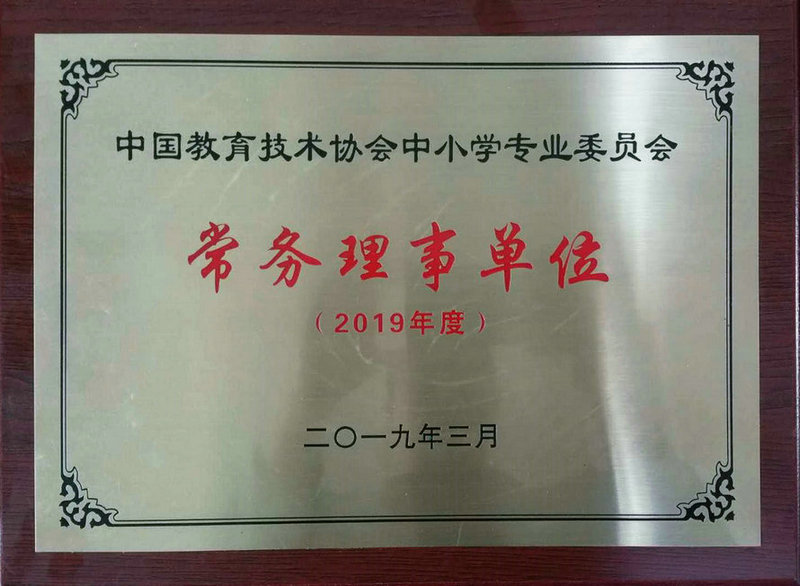 中国教育技术协会中小学专业委员会
常务理事单位
（2019年度）
二〇一九年三月